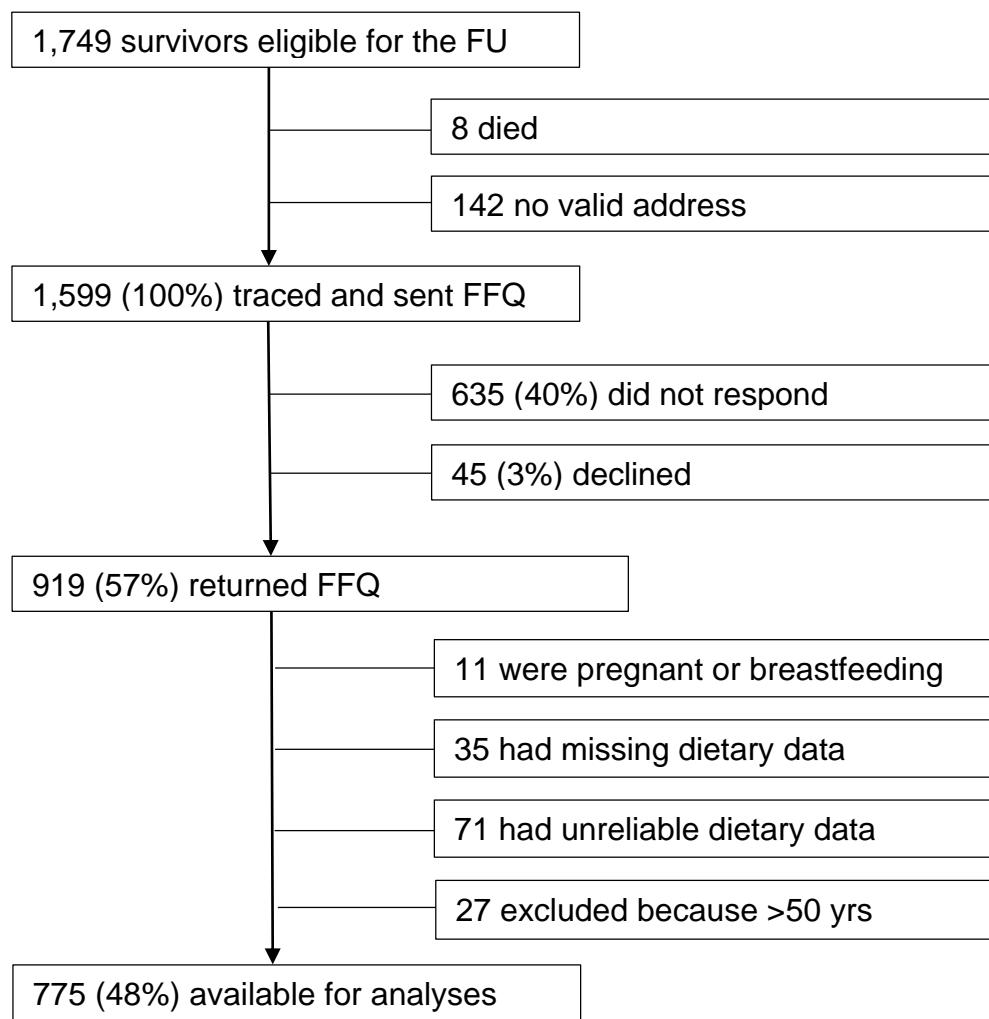 1,749 survivors eligible for the FU
8 died
142 no valid address
1,599 (100%) traced and sent FFQ
635 (40%) did not respond
45 (3%) declined
919 (57%) returned FFQ
11 were pregnant or breastfeeding
35 had missing dietary data
71 had unreliable dietary data
27 excluded because >50 yrs
775 (48%) available for analyses